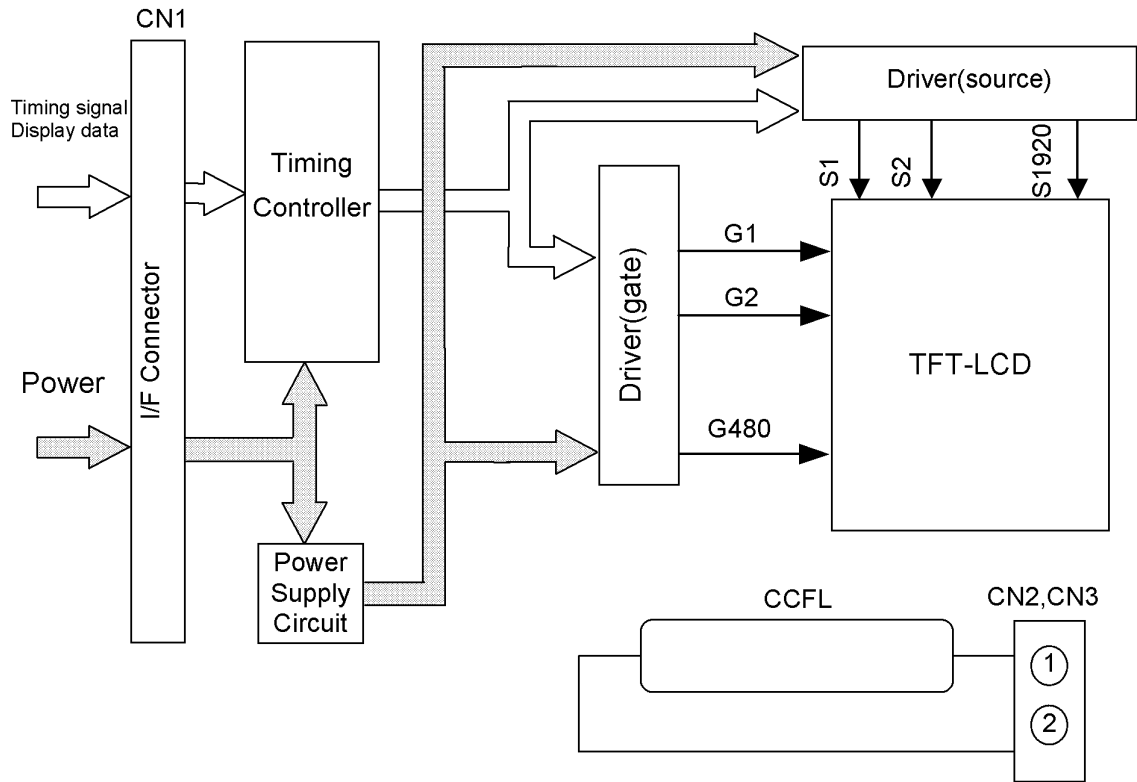 CN1
Timing signal
Display data
Power
I/F Connector
Timing
Controller
Power
Supply
Circuit
Driver(source)
S1
S2
S1920
Driver(gate)
G1
G2
G480
TFT-LCD
CCFL
CN2,CN3
1
2